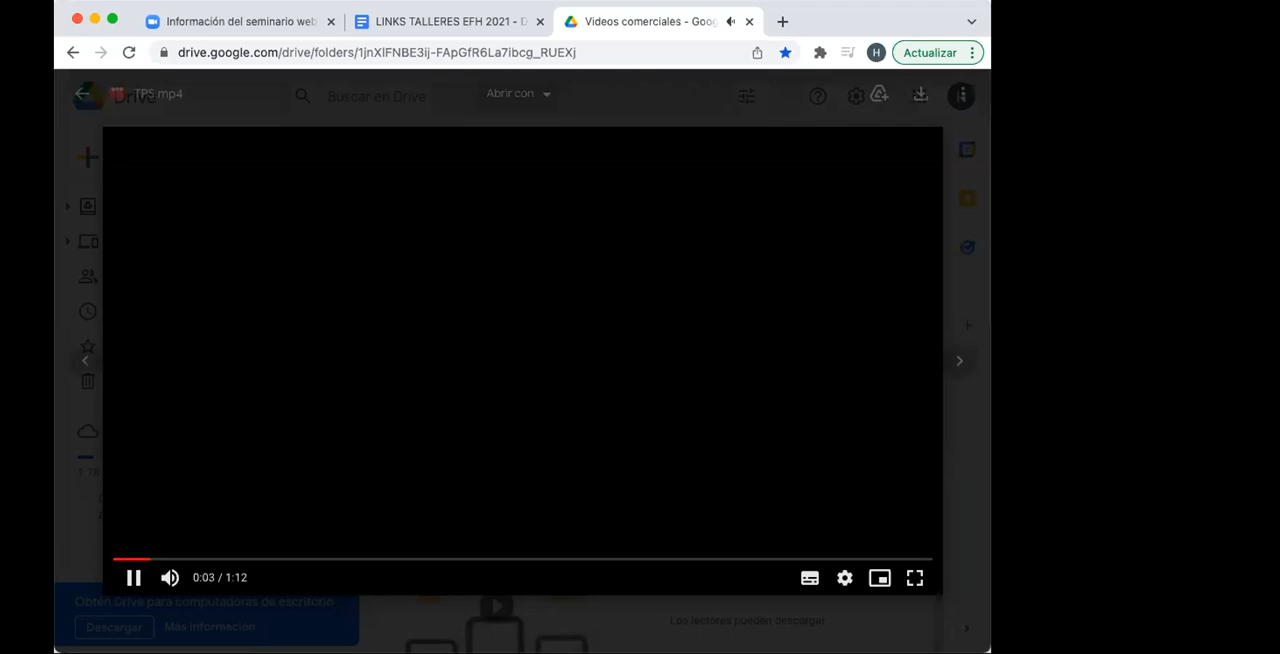 Información del seminario web
LINKS TALLERES EFH 2021 - D
Videos comerciales - Goog
drive.google.com/drive/folders/1jnXlFNBE3ij-FApGfR6La7ibcg_RUEXj
H
Actualizar
TPS.mp4
Drive
Buscar en Drive
Abrir con
0:03 / 1:12
Obtén Drive para computadoras de escritorio
Descargar
Más información
Los lectores pueden descargar